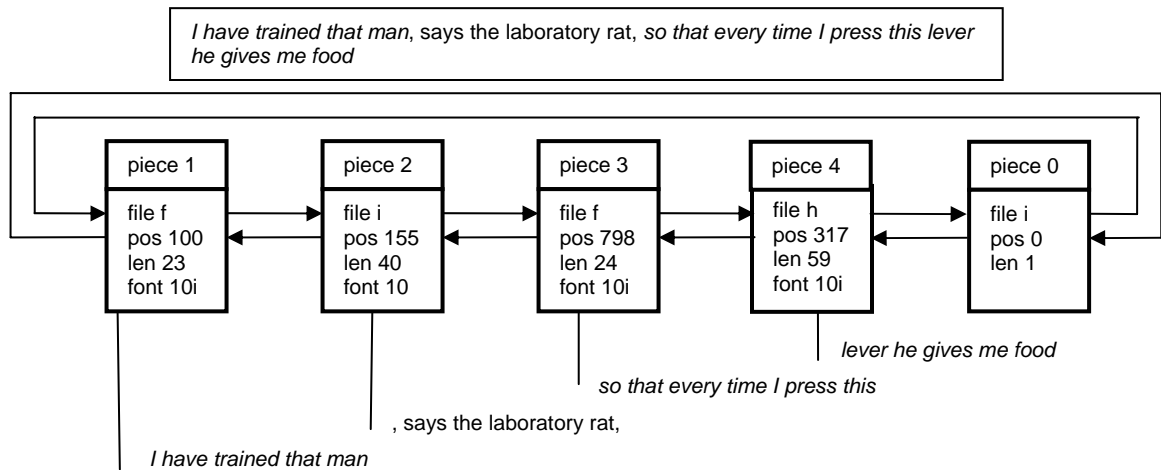 I have trained that man, says the laboratory rat, so that every time I press this lever
he gives me food
piece 1
file f
pos 100
len 23
font 10i
piece 2
file i
pos 155
len 40
font 10
piece 3
file f
pos 798
len 24
font 10i
piece 4
file h
pos 317
len 59
font 10i
piece 0
file i
pos 0
len 1
lever he gives me food
so that every time I press this
, says the laboratory rat,
I have trained that man